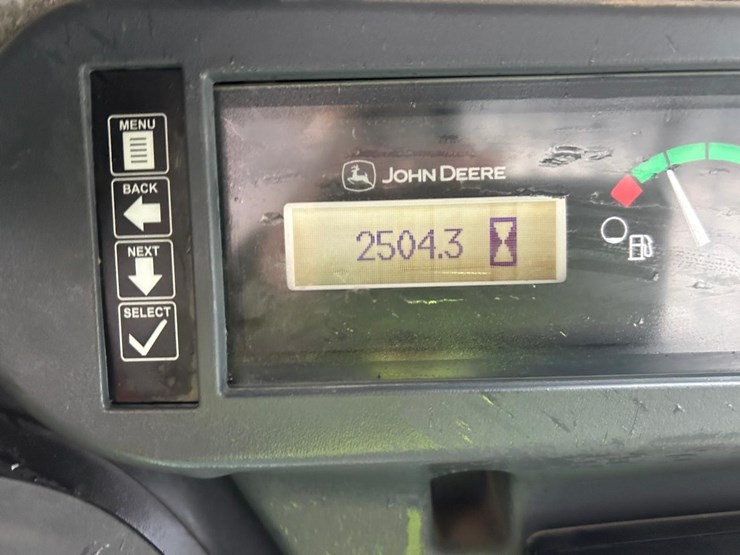 MENU
BACK
NEXT
SELECT
JOHN DEERE
2504.3